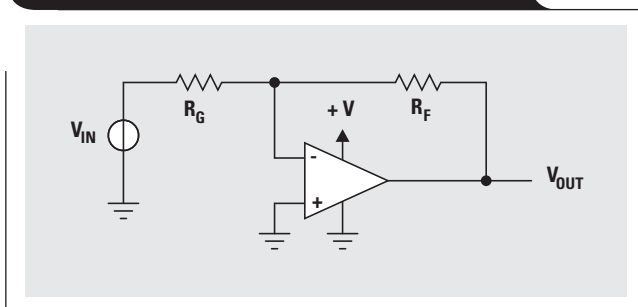 + V
R_G
R_F
V_IN
-
V_OUT
+